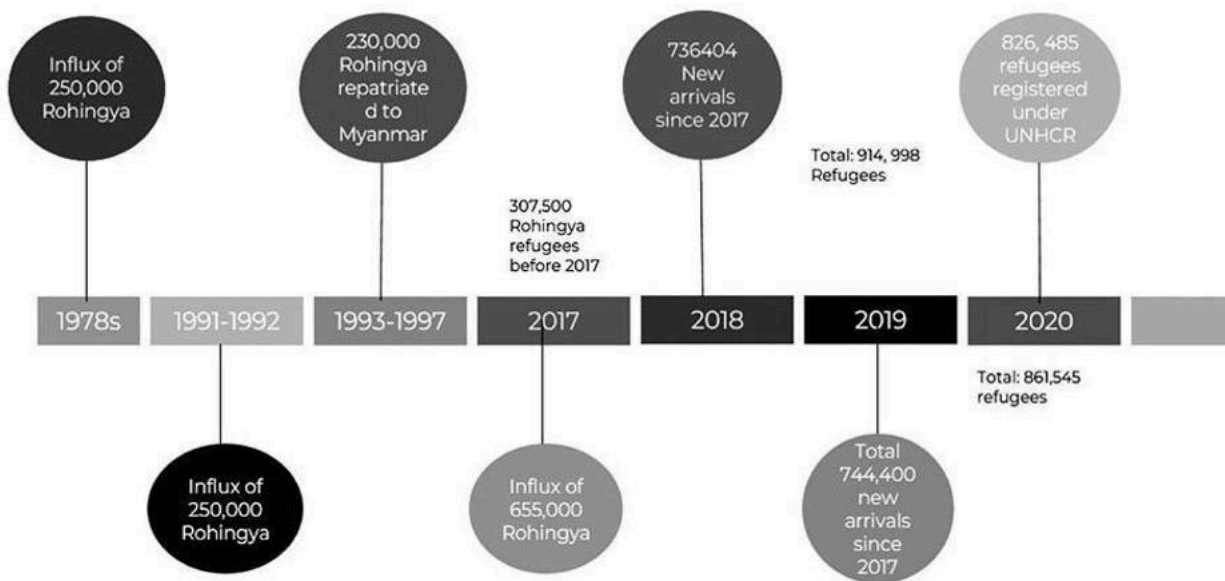 Influx of
250,000
Rohingya
230,000
Rohingya
repatriate
d to
Myanmar
736404
New
arrivals
since 2017
826, 485
refugees
registered
under
UNHCR
Total: 914, 998
Refugees
307,500
Rohingya
refugees
before 2017
1978s
1991-1992
1993-1997
2017
2018
2019
2020
Total: 861,545
refugees
Influx of
250,000
Rohingya
Influx of
655,000
Rohingya
Total
744,400
new
arrivals
since
2017